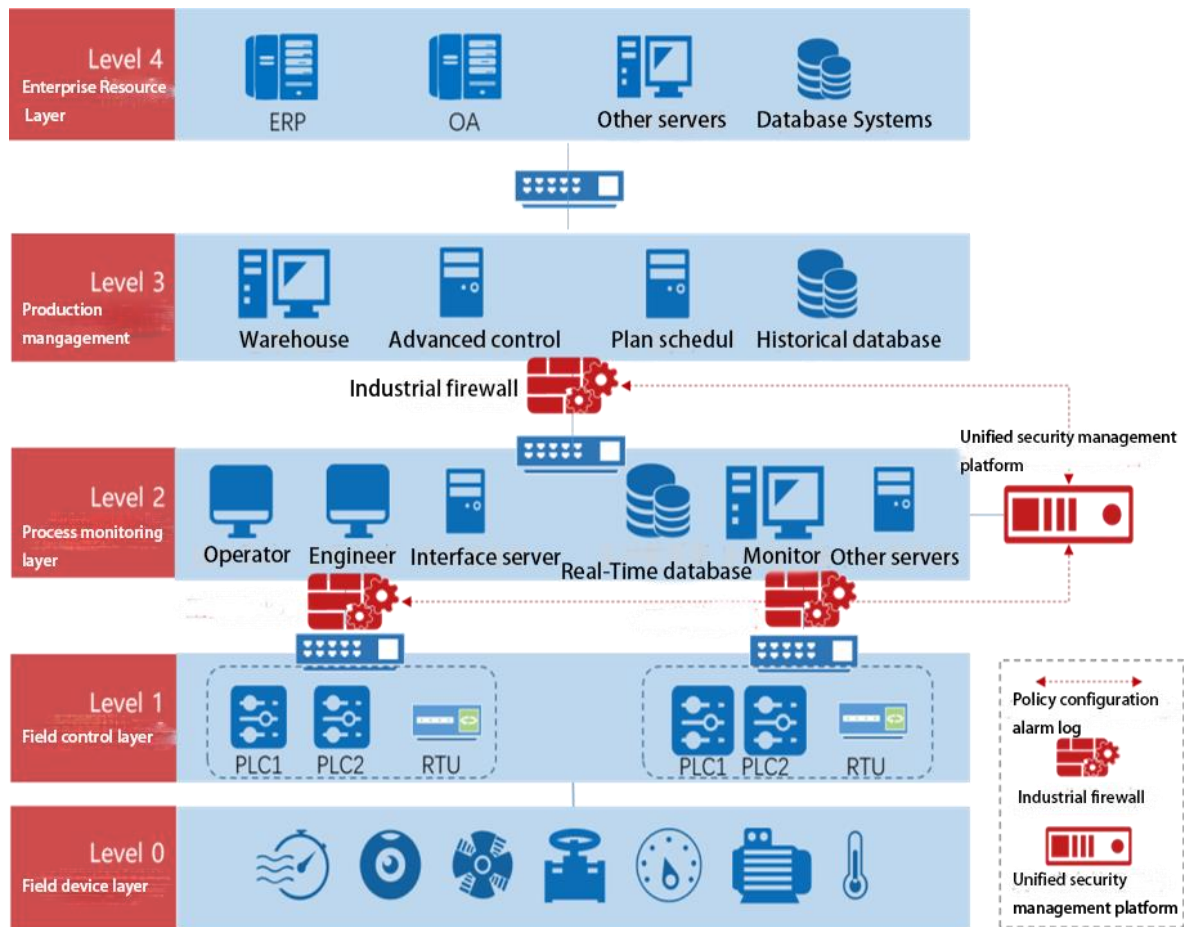 Level 4
Enterprise Resource
Layer
ERP
OA
Other servers
Database Systems
Level 3
Production
mangagement
Warehouse
Advanced control
Plan schedul
Historical database
Industrial firewall
Unified security management
platform
Level 2
Process monitoring
layer
Operator
Engineer
Interface server
Real-Time database
Monitor
Other servers
Level 1
Field control layer
PLC1
PLC2
RTU
PLC1
PLC2
RTU
Policy configuration
alarm log
Industrial firewall
Unified security
management platform
Level 0
Field device layer